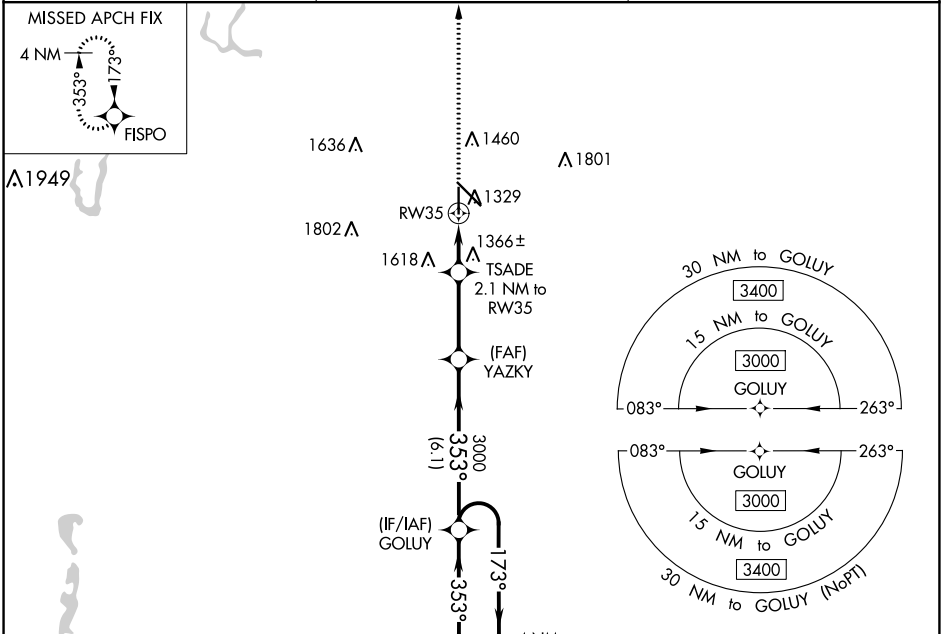 MISSED APCH FIX
4 NM
353°
173°
FISPO
1949
1636
1460
1801
1329
RW35
1802
1366±
1618
TSADE
2.1 NM to
RW35
(FAF)
YAZKY
3000
353°
(6.1)
(IF/IAF)
GOLUY
173°
353°
30 NM to GOLUY
3400
15 NM to GOLUY
3000
GOLUY
083°
263°
083°
263°
GOLUY
3000
15 NM to GOLUY
3400
30 NM to GOLUY (NoPT)